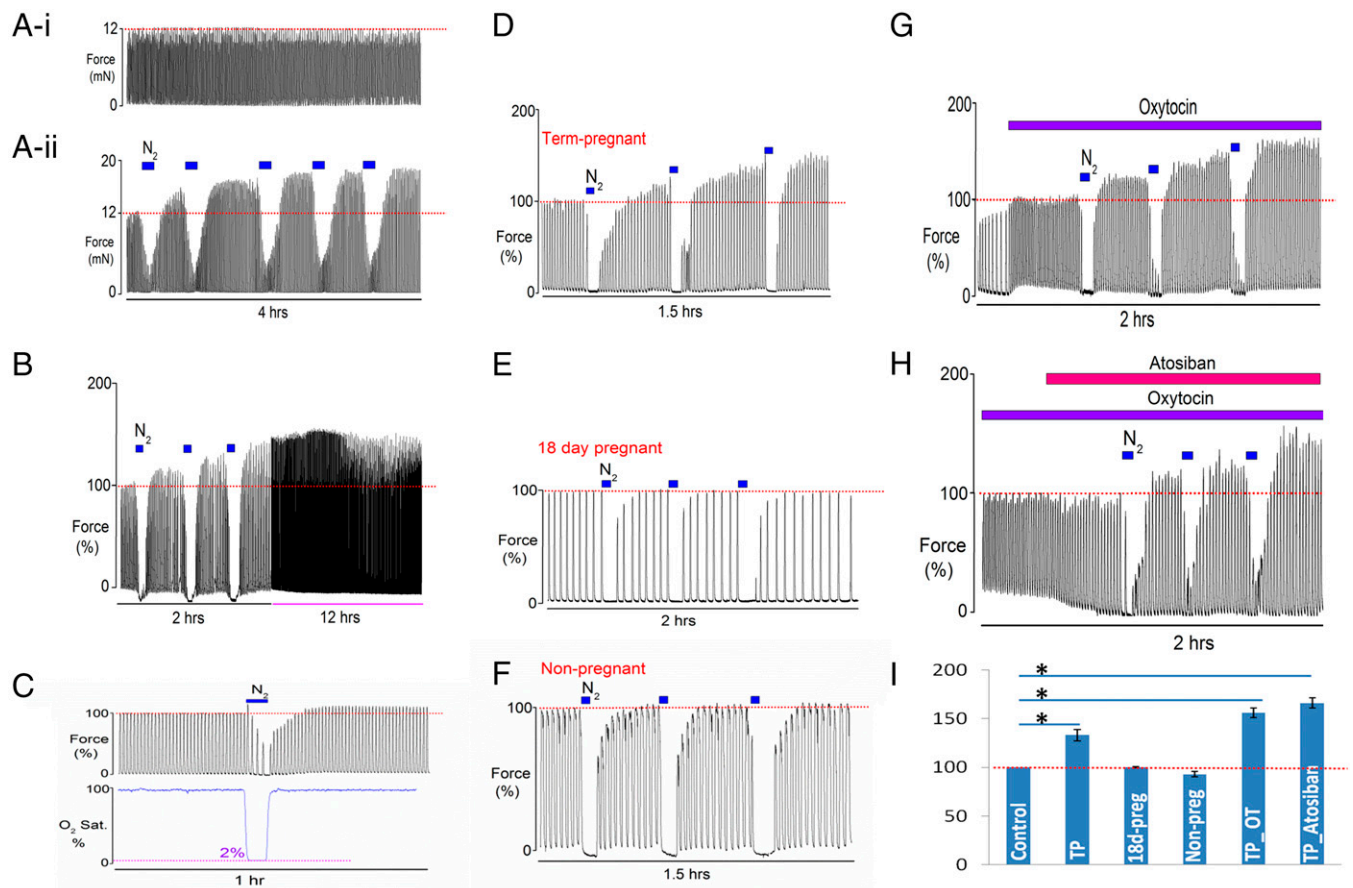 A-i
12
Force
(mN)
0
A-ii
N2
20
12
Force
(mN)
0
4 hrs
B
200
N2
100
Force
(%)
0
2 hrs
12 hrs
C
N2
100
Force
(%)
0
100
O2 Sat.
%
2%
0
1 hr
D
200
Term-pregnant
N2
100
Force
(%)
0
1.5 hrs
E
18 day pregnant
N2
100
Force
(%)
0
2 hrs
F
Non-pregnant
N2
100
Force
(%)
0
1.5 hrs
G
200
Oxytocin
N2
100
Force
(%)
0
2 hrs
H
Atosiban
200
Oxytocin
N2
100
Force
(%)
0
2 hrs
I
200
* 
*
*
150
100
50
0
Control
TP
18d-preg
Non-preg
TP_OT
TP_Atosiban